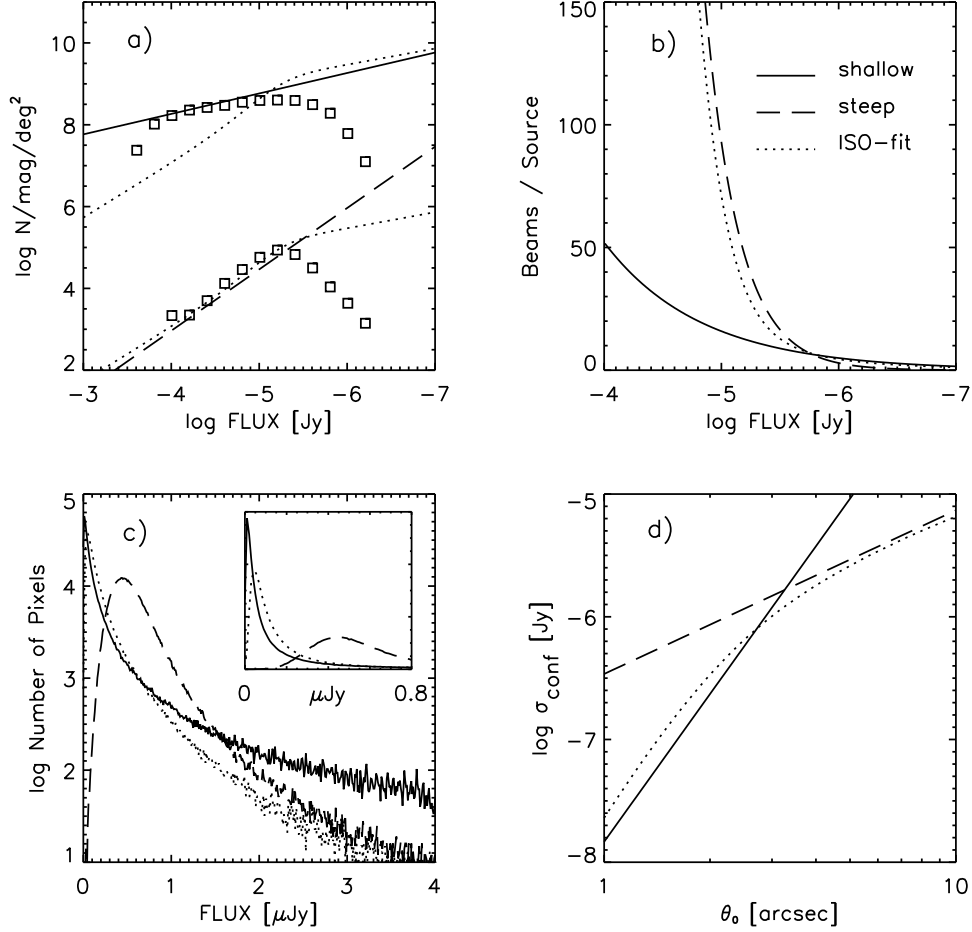 a)
10
8
6
4
2
log N/mag/deg²
−3 −4 −5 −6 −7
log FLUX [Jy]
b)
150
100
50
0
Beams / Source
shallow
steep
ISO−fit
−4 −5 −6 −7
log FLUX [Jy]
c)
5
4
3
2
1
log Number of Pixels
0 μJy 0.8
0 1 2 3 4
FLUX [μJy]
d)
−5
−6
−7
−8
log σconf [Jy]
1 10
θ₀ [arcsec]